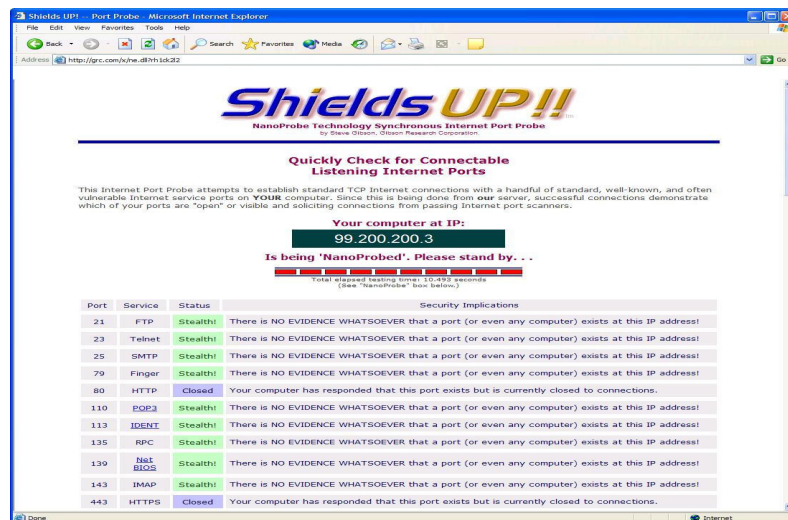 Shields UP! -- Port Probe - Microsoft Internet Explorer
File Edit View Favorites Tools Help
Back Search Favorites Media
Address http://grc.com/x/ne.dll?rh1ck2l2 Go
Shields UP!!
NanoProbe Technology Synchronous Internet Port Probe
by Steve Gibson, Gibson Research Corporation.
Quickly Check for Connectable
Listening Internet Ports
This Internet Port Probe attempts to establish standard TCP Internet connections with a handful of standard, well-known, and often
vulnerable Internet service ports on YOUR computer. Since this is being done from our server, successful connections demonstrate
which of your ports are "open" or visible and soliciting connections from passing Internet port scanners.
Your computer at IP:
99.200.200.3
Is being 'NanoProbed'. Please stand by. . .
Total elapsed testing time: 10.493 seconds
(See "NanoProbe" box below.)
Port Service Status Security Implications
21 FTP Stealth! There is NO EVIDENCE WHATSOEVER that a port (or even any computer) exists at this IP address!
23 Telnet Stealth! There is NO EVIDENCE WHATSOEVER that a port (or even any computer) exists at this IP address!
25 SMTP Stealth! There is NO EVIDENCE WHATSOEVER that a port (or even any computer) exists at this IP address!
79 Finger Stealth! There is NO EVIDENCE WHATSOEVER that a port (or even any computer) exists at this IP address!
80 HTTP Closed Your computer has responded that this port exists but is currently closed to connections.
110 POP3 Stealth! There is NO EVIDENCE WHATSOEVER that a port (or even any computer) exists at this IP address!
113 IDENT Stealth! There is NO EVIDENCE WHATSOEVER that a port (or even any computer) exists at this IP address!
135 RPC Stealth! There is NO EVIDENCE WHATSOEVER that a port (or even any computer) exists at this IP address!
139 Net BIOS Stealth! There is NO EVIDENCE WHATSOEVER that a port (or even any computer) exists at this IP address!
143 IMAP Stealth! There is NO EVIDENCE WHATSOEVER that a port (or even any computer) exists at this IP address!
443 HTTPS Closed Your computer has responded that this port exists but is currently closed to connections.
Done Internet